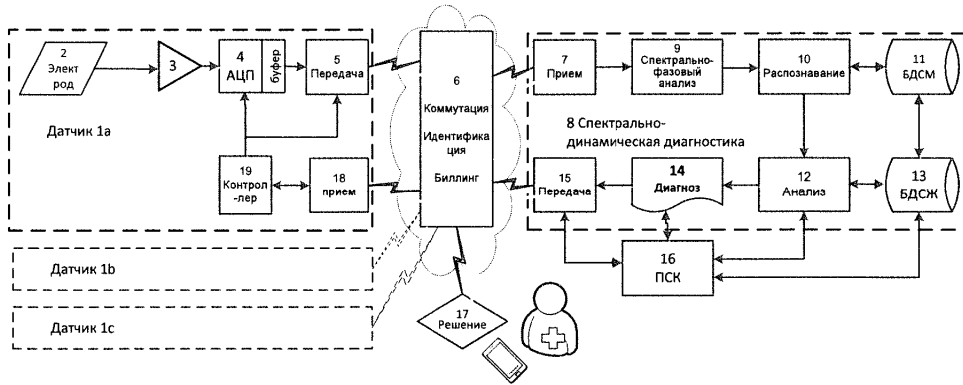 2
Элект
род
3
4
АЦП
буфер
5
Передача
Датчик 1а
19
Контрол
-лер
18
прием
6
Коммутация
Идентифика
ция
Биллинг
7
Прием
9
Спектрально-
фазовый
анализ
10
Распознавание
11
БДСМ
8 Спектрально-
динамическая диагностика
15
Передача
14
Диагноз
12
Анализ
13
БДСЖ
16
ПСК
Датчик 1b
Датчик 1с
17
Решение